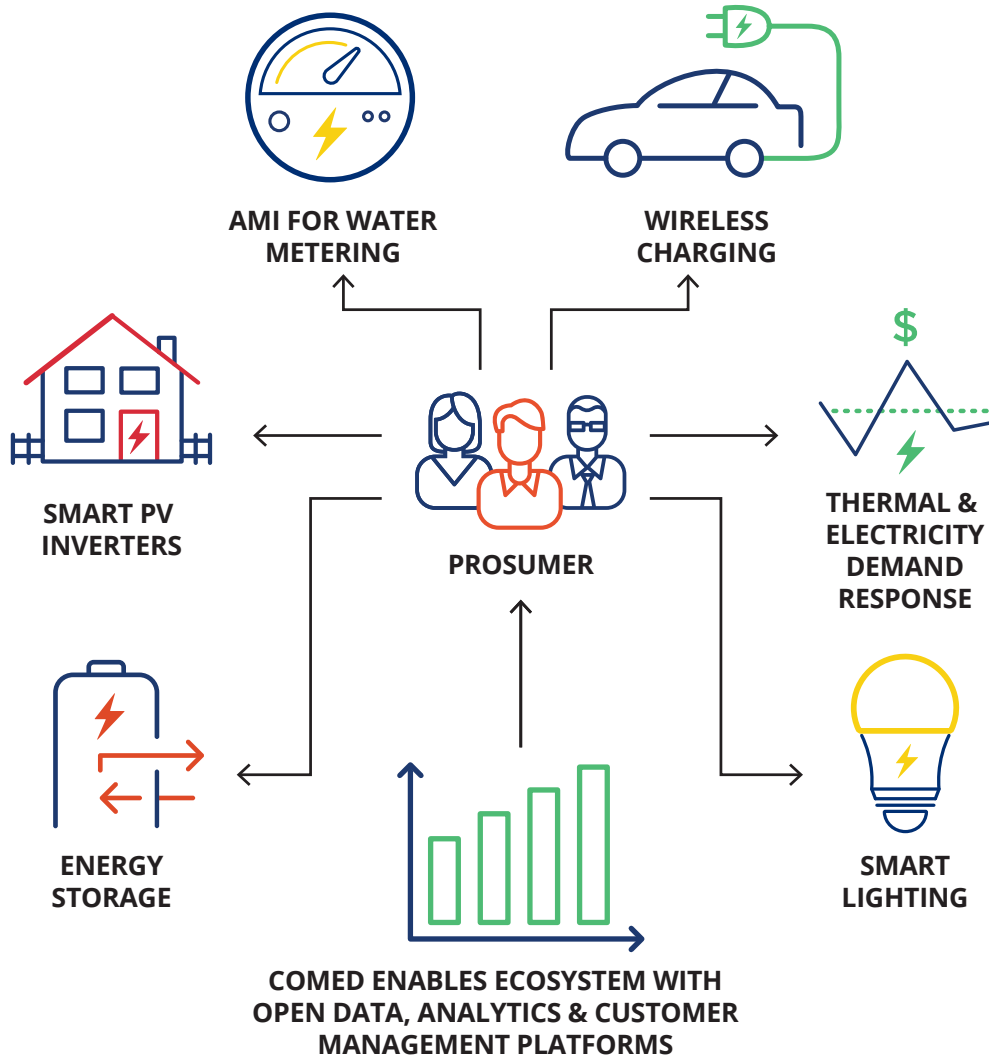 AMI FOR WATER
METERING
WIRELESS
CHARGING
$
SMART PV
INVERTERS
PROSUMER
THERMAL &
ELECTRICITY
DEMAND
RESPONSE
ENERGY
STORAGE
SMART
LIGHTING
COMED ENABLES ECOSYSTEM WITH
OPEN DATA, ANALYTICS & CUSTOMER
MANAGEMENT PLATFORMS